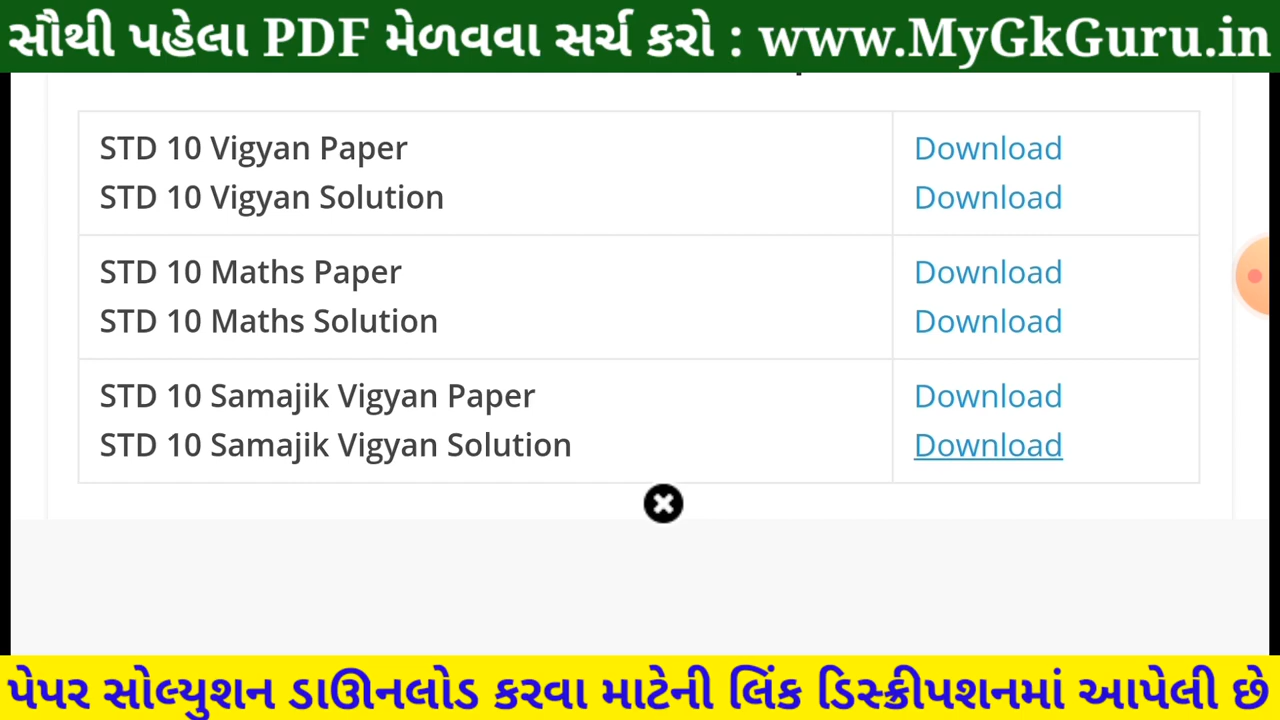 સૌથી પહેલા PDF મેળવવા સર્ચ કરો : www.MyGkGuru.in
STD 10 Vigyan Paper Download
STD 10 Vigyan Solution Download
STD 10 Maths Paper Download
STD 10 Maths Solution Download
STD 10 Samajik Vigyan Paper Download
STD 10 Samajik Vigyan Solution Download
પેપર સોલ્યુશન ડાઊનલોડ કરવા માટેની લિંક ડિસ્ક્રીપશનમાં આપેલી છે